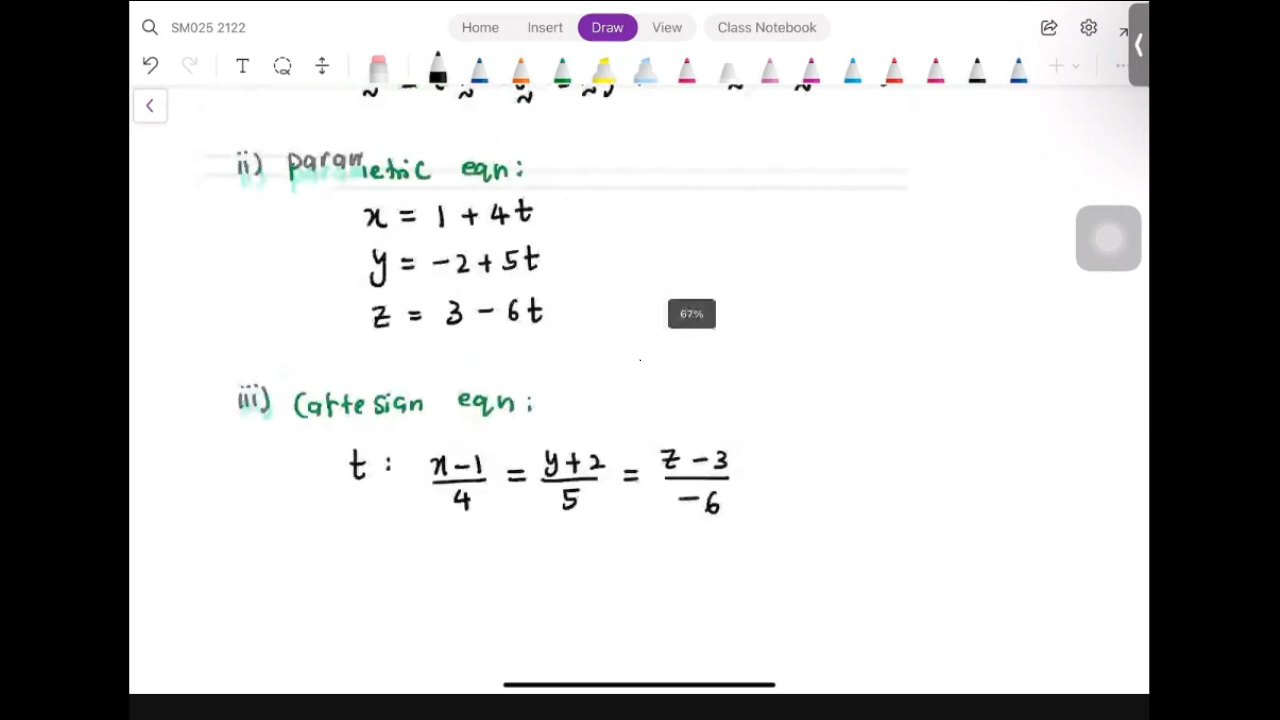 SM025 2122
Home Insert Draw View Class Notebook
T
ii) parametric eqn:
x = 1 + 4t
y = -2 + 5t
z = 3 - 6t
67%
iii) Cartesian eqn:
t: x-1/4 = y+2/5 = z-3/-6